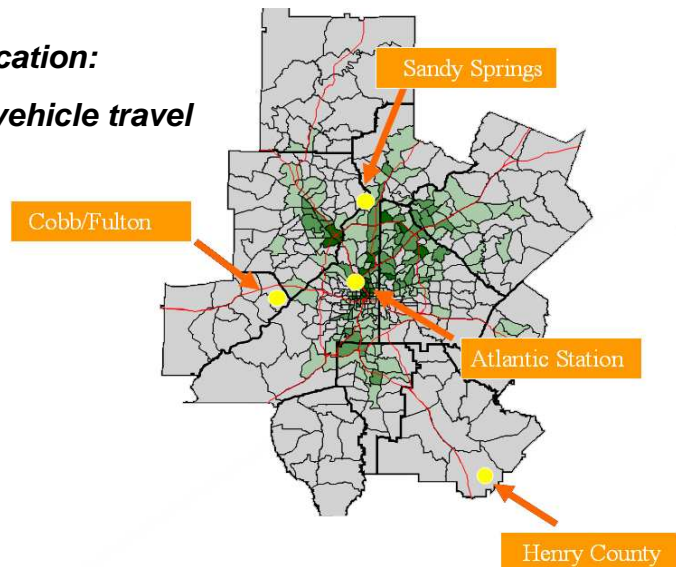 cation:
vehicle travel
Sandy Springs
Cobb/Fulton
Atlantic Station
Henry County